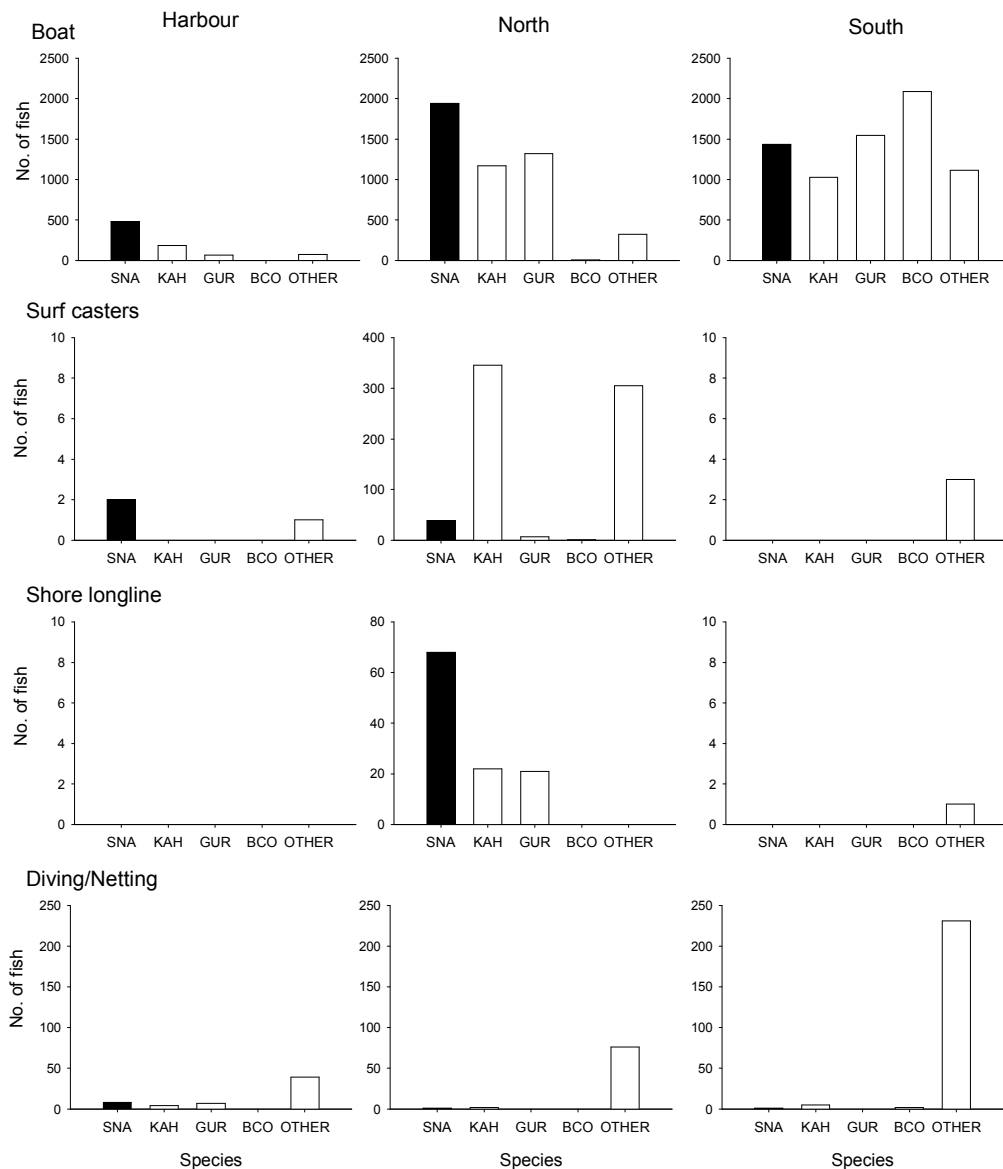 Harbour North South
Boat
2500 2500 2500
2000 2000 2000
1500 1500 1500
1000 1000 1000
500 500 500
0 0 0
No. of fish
SNA KAH GUR BCO OTHER SNA KAH GUR BCO OTHER SNA KAH GUR BCO OTHER
Surf casters
10 400 10
8 300 8
6 200 6
4 100 4
2 2
0 0 0
No. of fish
SNA KAH GUR BCO OTHER SNA KAH GUR BCO OTHER SNA KAH GUR BCO OTHER
Shore longline
10 80 10
8 60 8
6 40 6
4 20 4
2 2
0 0 0
No. of fish
SNA KAH GUR BCO OTHER SNA KAH GUR BCO OTHER SNA KAH GUR BCO OTHER
Diving/Netting
250 250 250
200 200 200
150 150 150
100 100 100
50 50 50
0 0 0
No. of fish
SNA KAH GUR BCO OTHER SNA KAH GUR BCO OTHER SNA KAH GUR BCO OTHER
Species Species Species